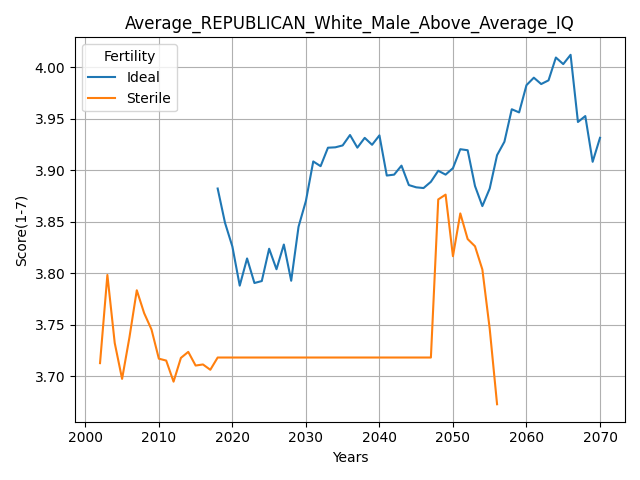 Average_REPUBLICAN_White_Male_Above_Average_IQ
Fertility
Ideal
Sterile
Score(1-7)
4.00
3.95
3.90
3.85
3.80
3.75
3.70
2000 2010 2020 2030 2040 2050 2060 2070
Years